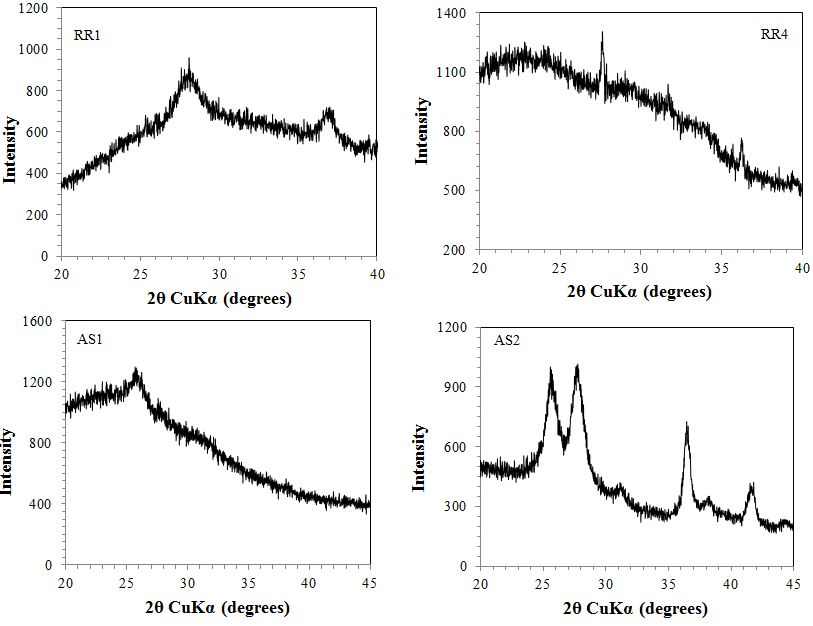 1200
RR1
1000
800
600
400
200
0
Intensity
20 25 30 35 40
2θ CuKα (degrees)
1400
RR4
1100
800
500
200
Intensity
20 25 30 35 40
2θ CuKα (degrees)
1600
AS1
1200
800
400
0
Intensity
20 25 30 35 40 45
2θ CuKα (degrees)
1200
AS2
900
600
300
0
Intensity
20 25 30 35 40 45
2θ CuKα (degrees)